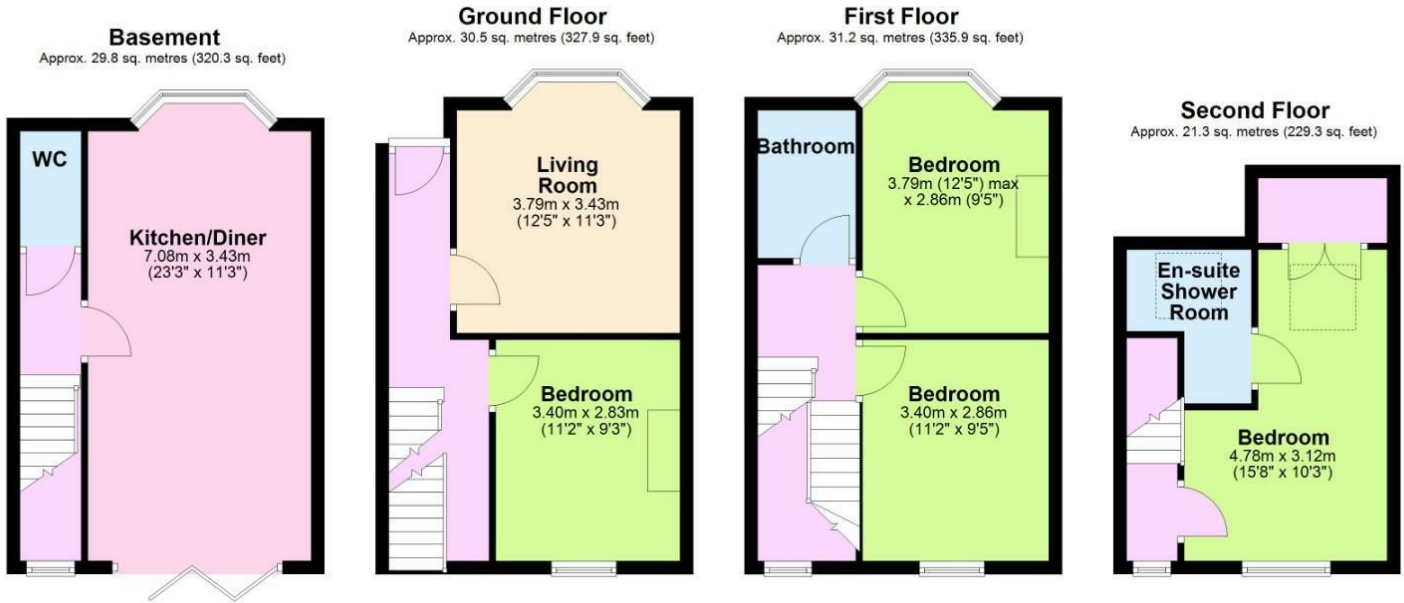 Basement
Approx. 29.8 sq. metres (320.3 sq. feet)
WC
Kitchen/Diner
7.08m x 3.43m
(23'3" x 11'3")
Ground Floor
Approx. 30.5 sq. metres (327.9 sq. feet)
Living
Room
3.79m x 3.43m
(12'5" x 11'3")
Bedroom
3.40m x 2.83m
(11'2" x 9'3")
First Floor
Approx. 31.2 sq. metres (335.9 sq. feet)
Bathroom
Bedroom
3.79m (12'5") max
x 2.86m (9'5")
Bedroom
3.40m x 2.86m
(11'2" x 9'5")
Second Floor
Approx. 21.3 sq. metres (229.3 sq. feet)
En-suite
Shower
Room
Bedroom
4.78m x 3.12m
(15'8" x 10'3")